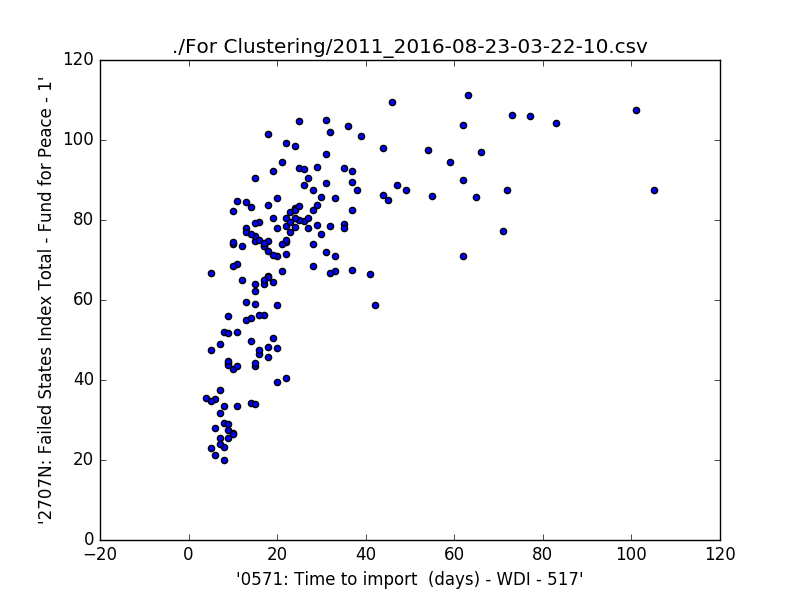 ./For Clustering/2011_2016-08-23-03-22-10.csv
120
100
80
60
40
20
0
−20 0 20 40 60 80 100 120
'2707N: Failed States Index Total - Fund for Peace - 1'
'0571: Time to import  (days) - WDI - 517'